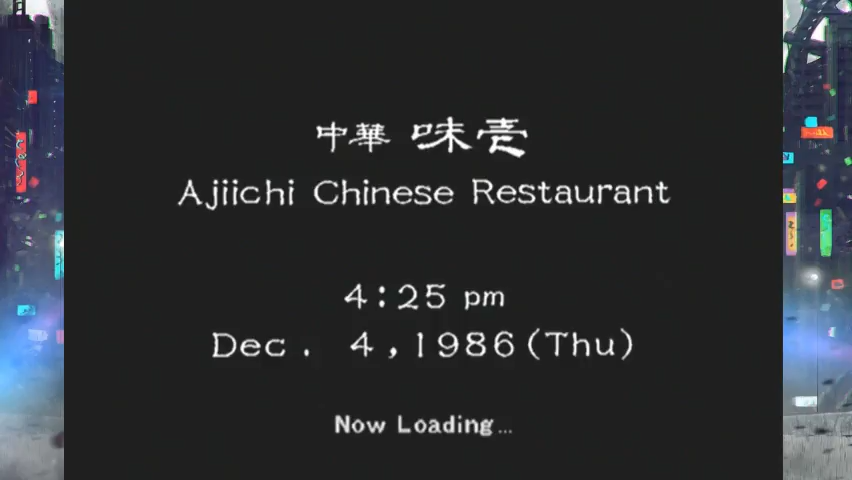 中華 味壱
Ajiichi Chinese Restaurant
4:25 pm
Dec. 4,1986(Thu)
Now Loading...